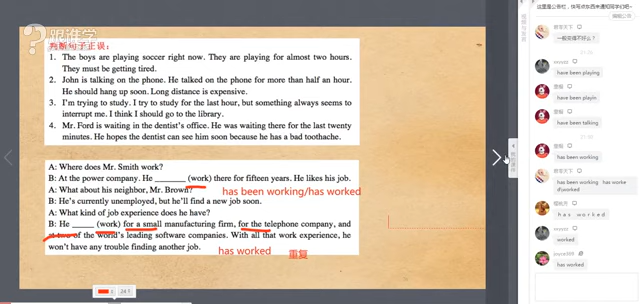 跟谁学
判断句子正误:
1. The boys are playing soccer right now. They are playing for almost two hours.
They must be getting tired.
2. John is talking on the phone. He talked on the phone for more than half an hour.
He should hang up soon. Long distance is expensive.
3. I'm trying to study. I try to study for the last hour, but something always seems to
interrupt me. I think I should go to the library.
4. Mr. Ford is waiting in the dentist's office. He was waiting there for the last twenty
minutes. He hopes the dentist can see him soon because he has a bad toothache.
A: Where does Mr. Smith work?
B: At the power company. He ______ (work) there for fifteen years. He likes his job.
A: What about his neighbor, Mr. Brown?
has been working/has worked
B: He's currently unemployed, but he'll find a new job soon.
A: What kind of job experience does he have?
B: He _____ (work) for a small manufacturing firm, for the telephone company, and
at two of the world's leading software companies. With all that work experience, he
won't have any trouble finding another job.
has worked
重复
have been playing
have been playin
have been talking
has been working
has been working
has worked
worked
has worked